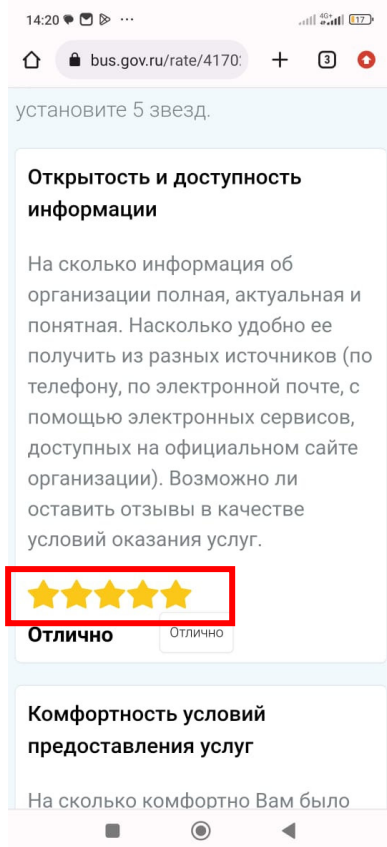 14:20
4G+
17
bus.gov.ru/rate/4170
3
установите 5 звезд.
Открытость и доступность
информации
На сколько информация об
организации полная, актуальная и
понятная. Насколько удобно ее
получить из разных источников (по
телефону, по электронной почте, с
помощью электронных сервисов,
доступных на официальном сайте
организации). Возможно ли
оставить отзывы в качестве
условий оказания услуг.
Отлично
Отлично
Комфортность условий
предоставления услуг
На сколько комфортно Вам было